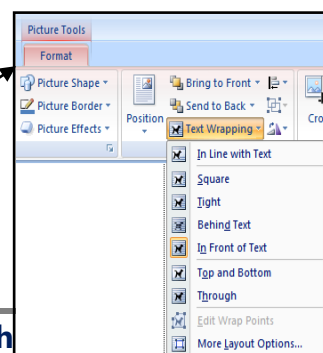 Picture Tools
Format
Picture Shape
Picture Border
Picture Effects
Position
Bring to Front
Send to Back
Text Wrapping
Cro
In Line with Text
Square
Tight
Behind Text
In Front of Text
Top and Bottom
Through
Edit Wrap Points
More Layout Options...
h